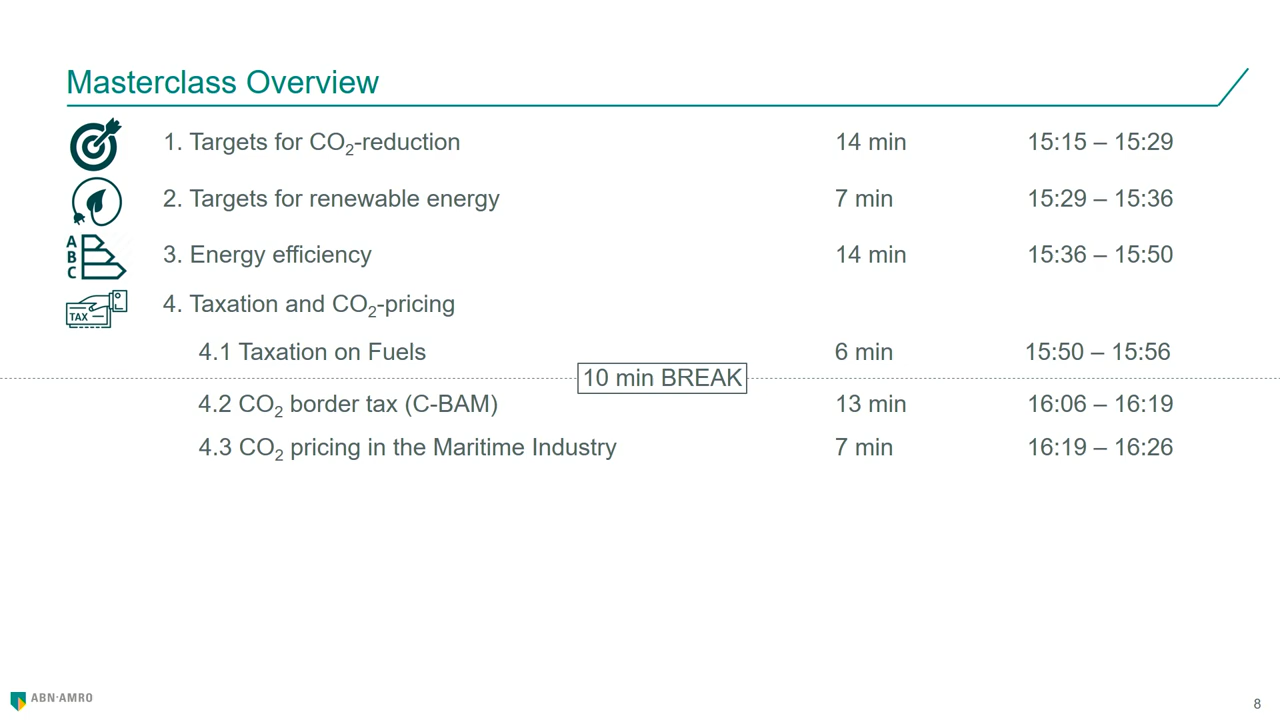 Masterclass Overview
1. Targets for CO₂-reduction 14 min 15:15 – 15:29
2. Targets for renewable energy 7 min 15:29 – 15:36
A
B
C
3. Energy efficiency 14 min 15:36 – 15:50
TAX
4. Taxation and CO₂-pricing
4.1 Taxation on Fuels 6 min 15:50 – 15:56
10 min BREAK
4.2 CO₂ border tax (C-BAM) 13 min 16:06 – 16:19
4.3 CO₂ pricing in the Maritime Industry 7 min 16:19 – 16:26
ABN·AMRO
8